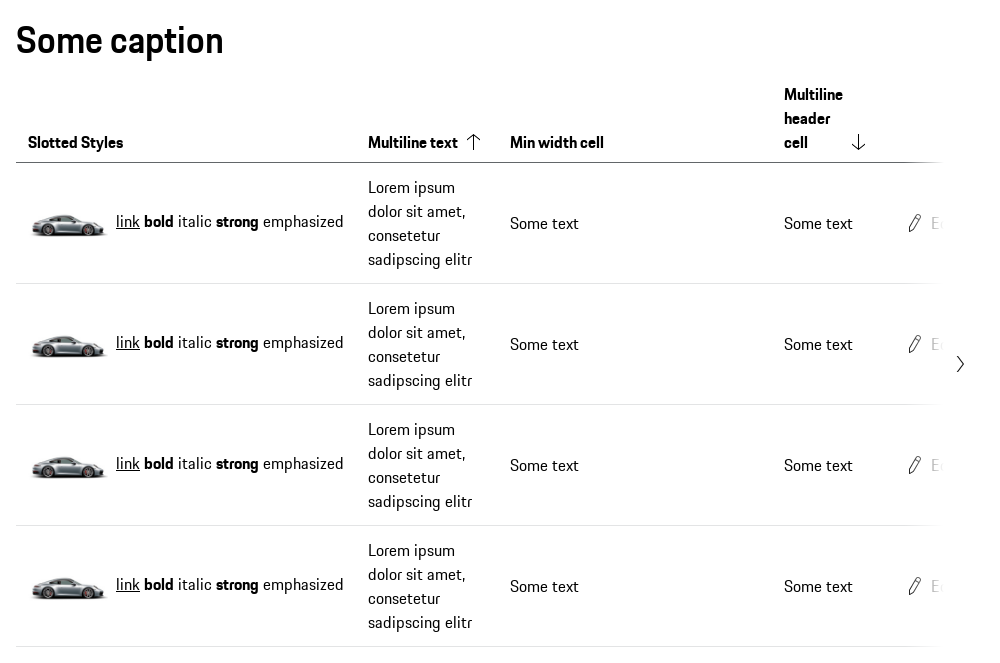 Some caption
Slotted Styles
Multiline text
Min width cell
Multiline
header
cell
link bold italic strong emphasized
Lorem ipsum
dolor sit amet,
consetetur
sadipscing elitr
Some text
Some text
link bold italic strong emphasized
Lorem ipsum
dolor sit amet,
consetetur
sadipscing elitr
Some text
Some text
link bold italic strong emphasized
Lorem ipsum
dolor sit amet,
consetetur
sadipscing elitr
Some text
Some text
link bold italic strong emphasized
Lorem ipsum
dolor sit amet,
consetetur
sadipscing elitr
Some text
Some text